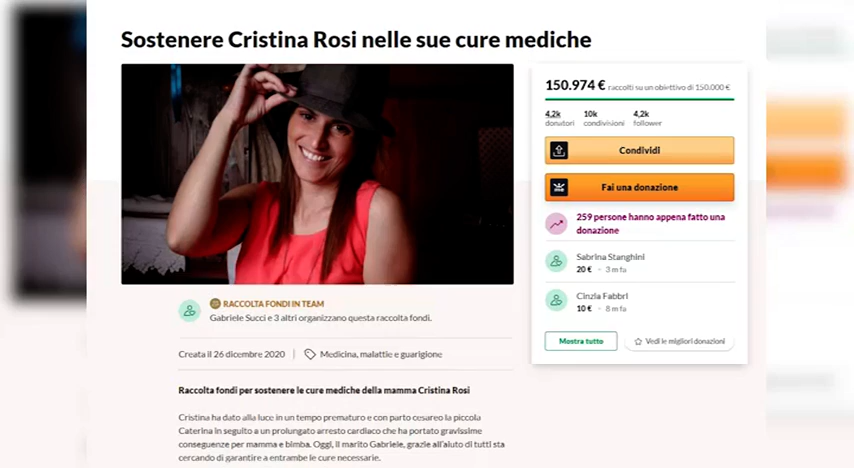 Sostenere Cristina Rosi nelle sue cure mediche
150.974 € raccolti su un obiettivo di 150.000 €
4,2k 10k 4,2k
donatori condivisioni follower
Condividi
Fai una donazione
259 persone hanno appena fatto una
donazione
Sabrina Stanghini
20 € · 3 m fa
Cinzia Fabbri
10 € · 8 m fa
Mostra tutto Vedi le migliori donazioni
RACCOLTA FONDI IN TEAM
Gabriele Succi e 3 altri organizzano questa raccolta fondi.
Creata il 26 dicembre 2020 | Medicina, malattie e guarigione
Raccolta fondi per sostenere le cure mediche della mamma Cristina Rosi
Cristina ha dato alla luce in un tempo prematuro e con parto cesareo la piccola
Caterina in seguito a un prolungato arresto cardiaco che ha portato gravissime
conseguenze per mamma e bimba. Oggi, il marito Gabriele, grazie all'aiuto di tutti sta
cercando di garantire a entrambe le cure necessarie.